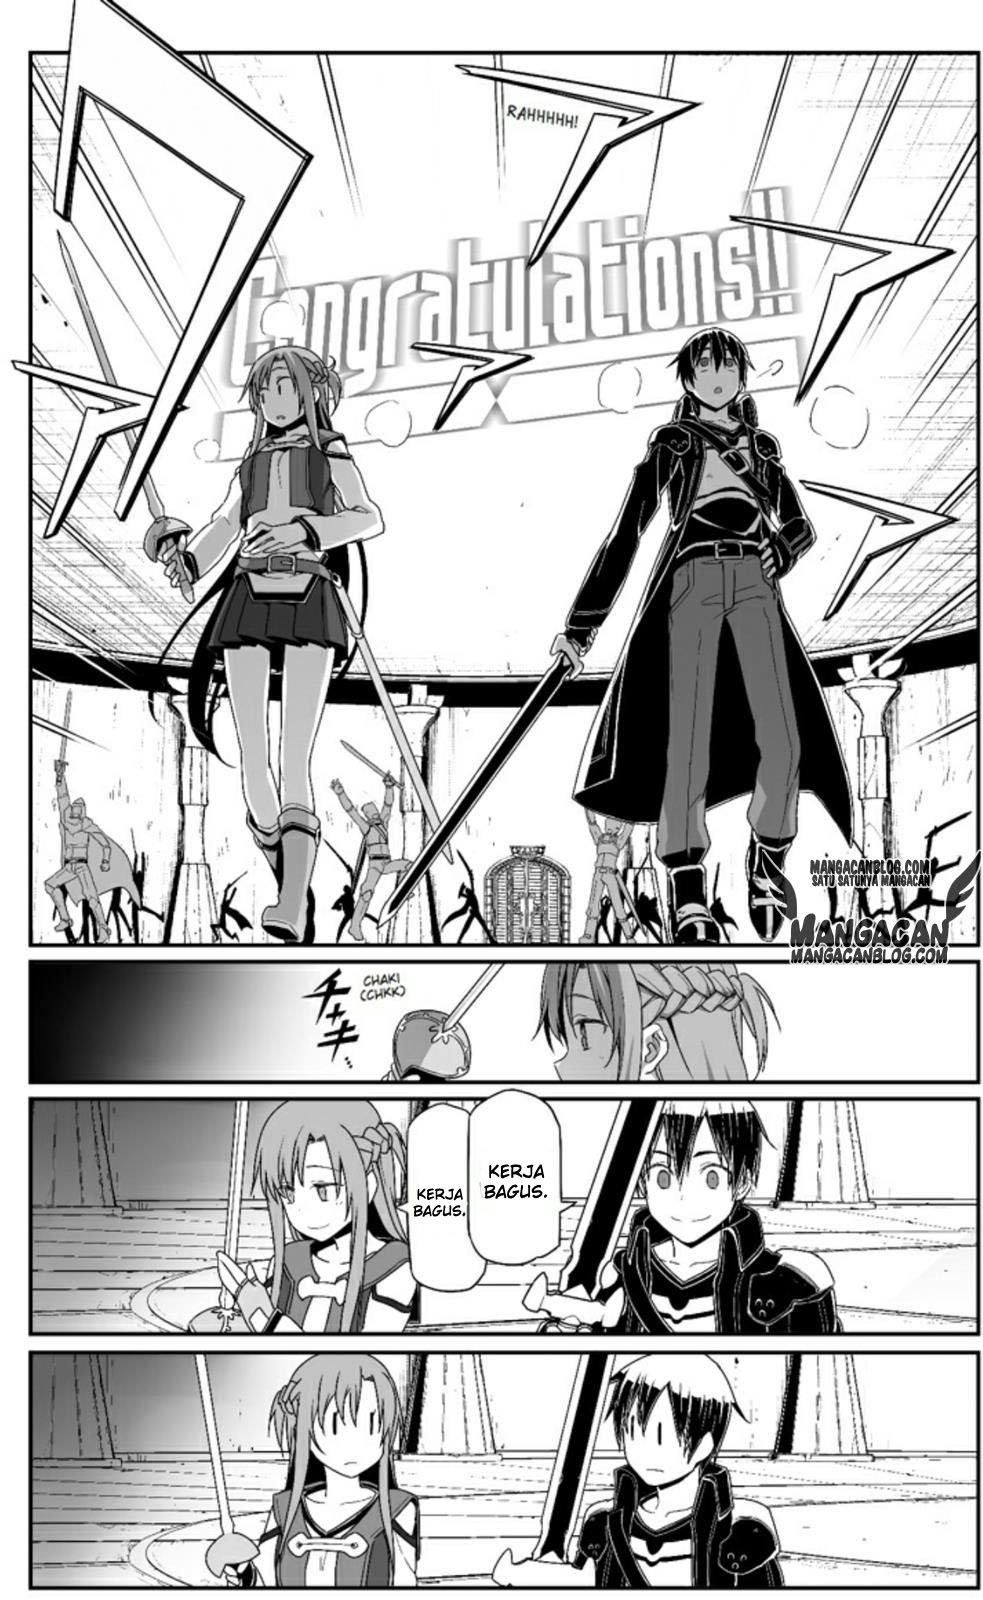 RAHHHHH!
Congratulations!!
MANGACANBLOG.COM
SATU SATUNYA MANGACAN
MANGACAN
MANGACANBLOG.COM
CHAKI
(CHKK)
チャキ…
KERJA
BAGUS.
KERJA
BAGUS.